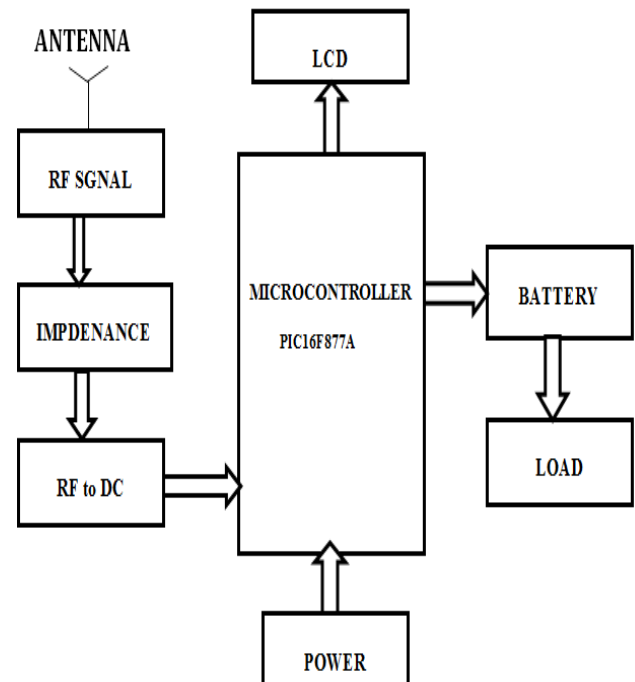 ANTENNA
LCD
RF SGNAL
IMPDENANCE
RF to DC
MICROCONTROLLER
PIC16F877A
BATTERY
LOAD
POWER